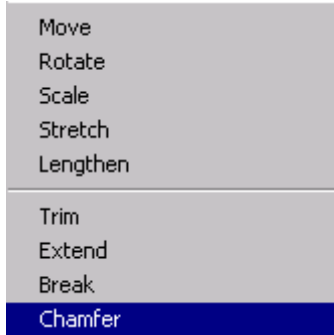 Move
Rotate
Scale
Stretch
Lengthen
Trim
Extend
Break
Chamfer